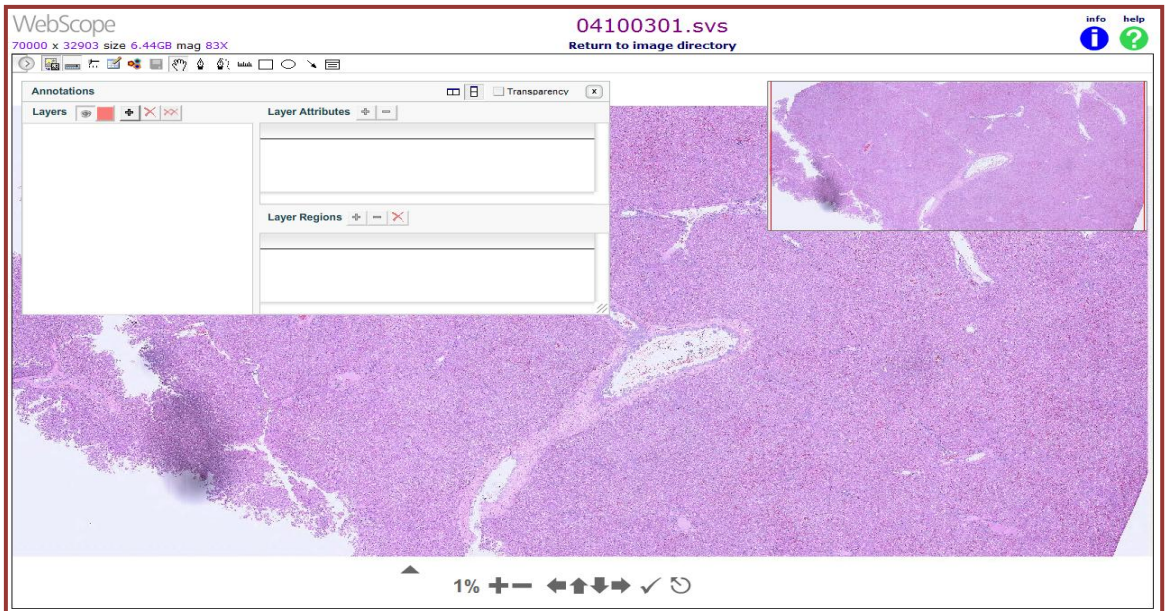 WebScope
04100301.svs
info help
70000 x 32903 size 6.44GB mag 83X
Return to image directory
Annotations
Transparency
Layers
Layer Attributes
Layer Regions
1%